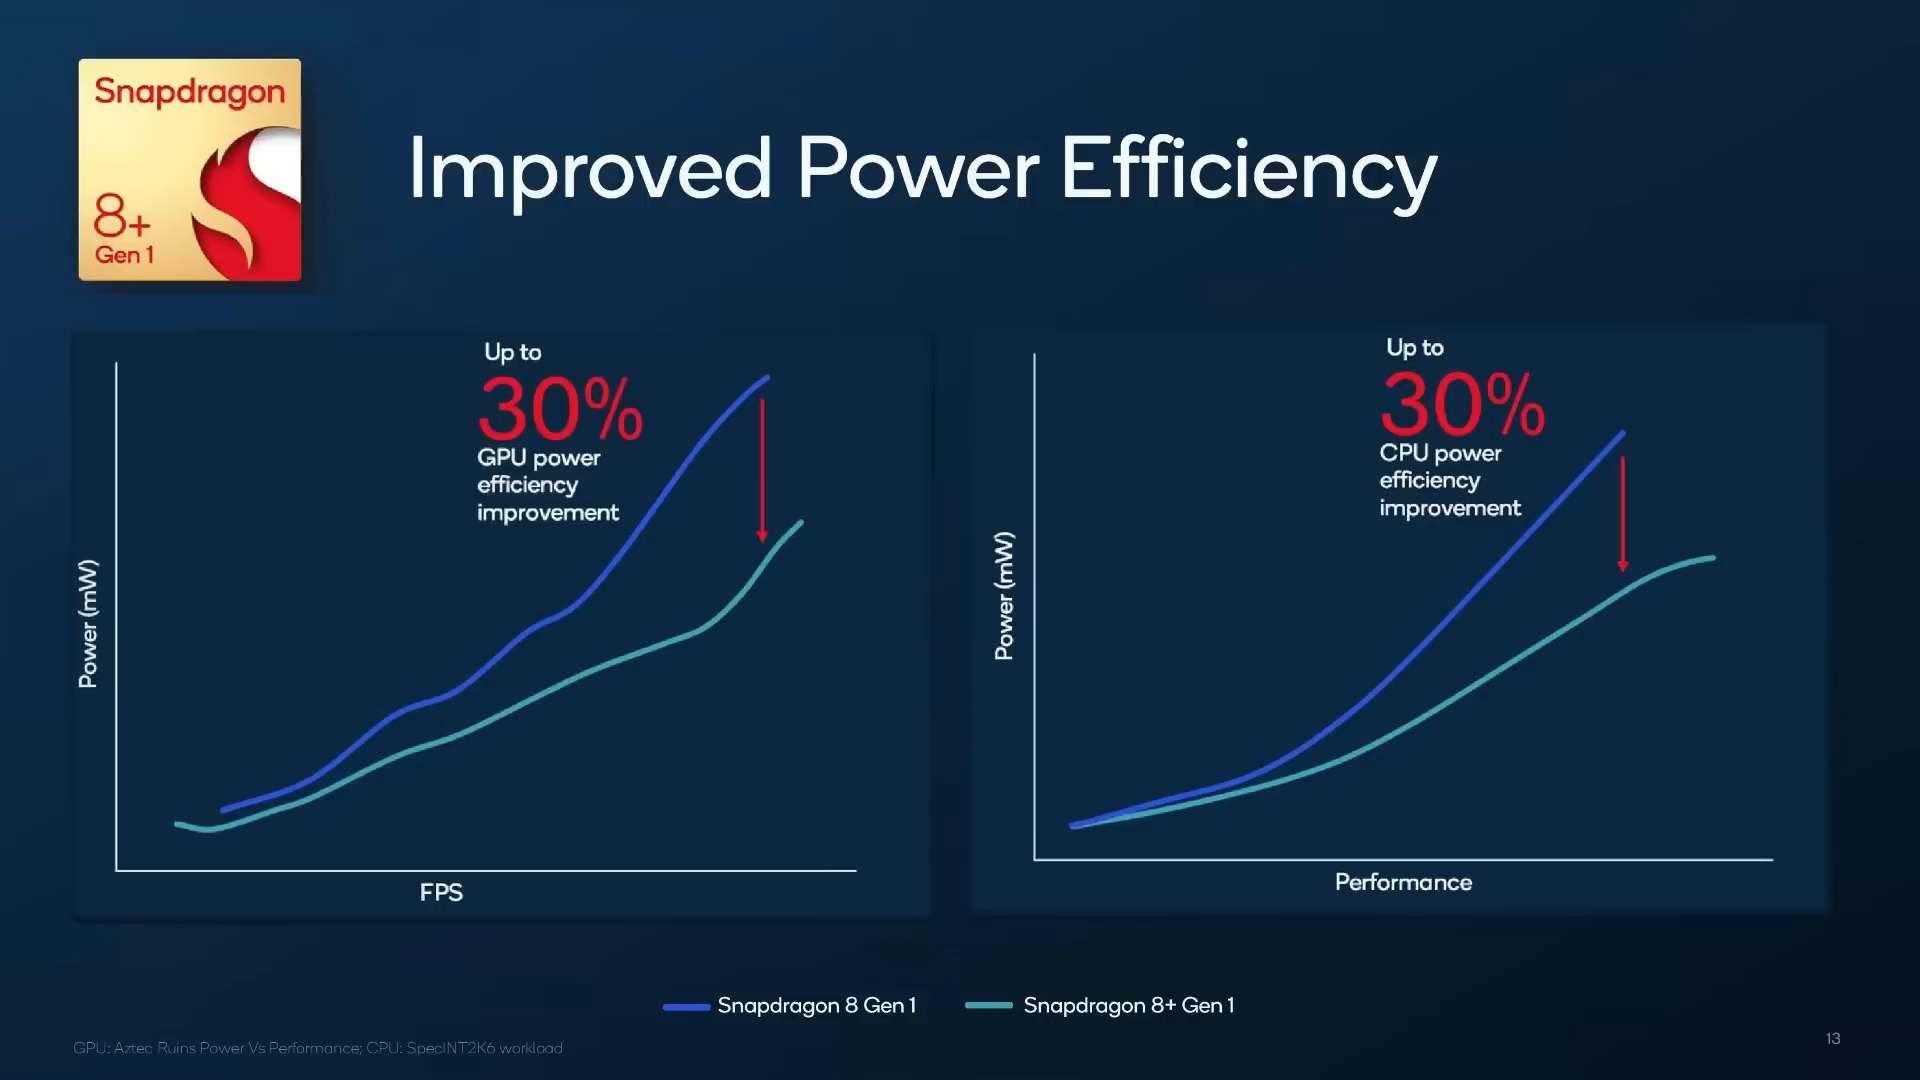 Snapdragon
8+
Gen 1
Improved Power Efficiency
Up to
30%
GPU power
efficiency
improvement
Power (mW)
FPS
Up to
30%
CPU power
efficiency
improvement
Power (mW)
Performance
Snapdragon 8 Gen 1
Snapdragon 8+ Gen 1
GPU: Aztec Ruins Power Vs Performance; CPU: SpecINT2K6 workload
13